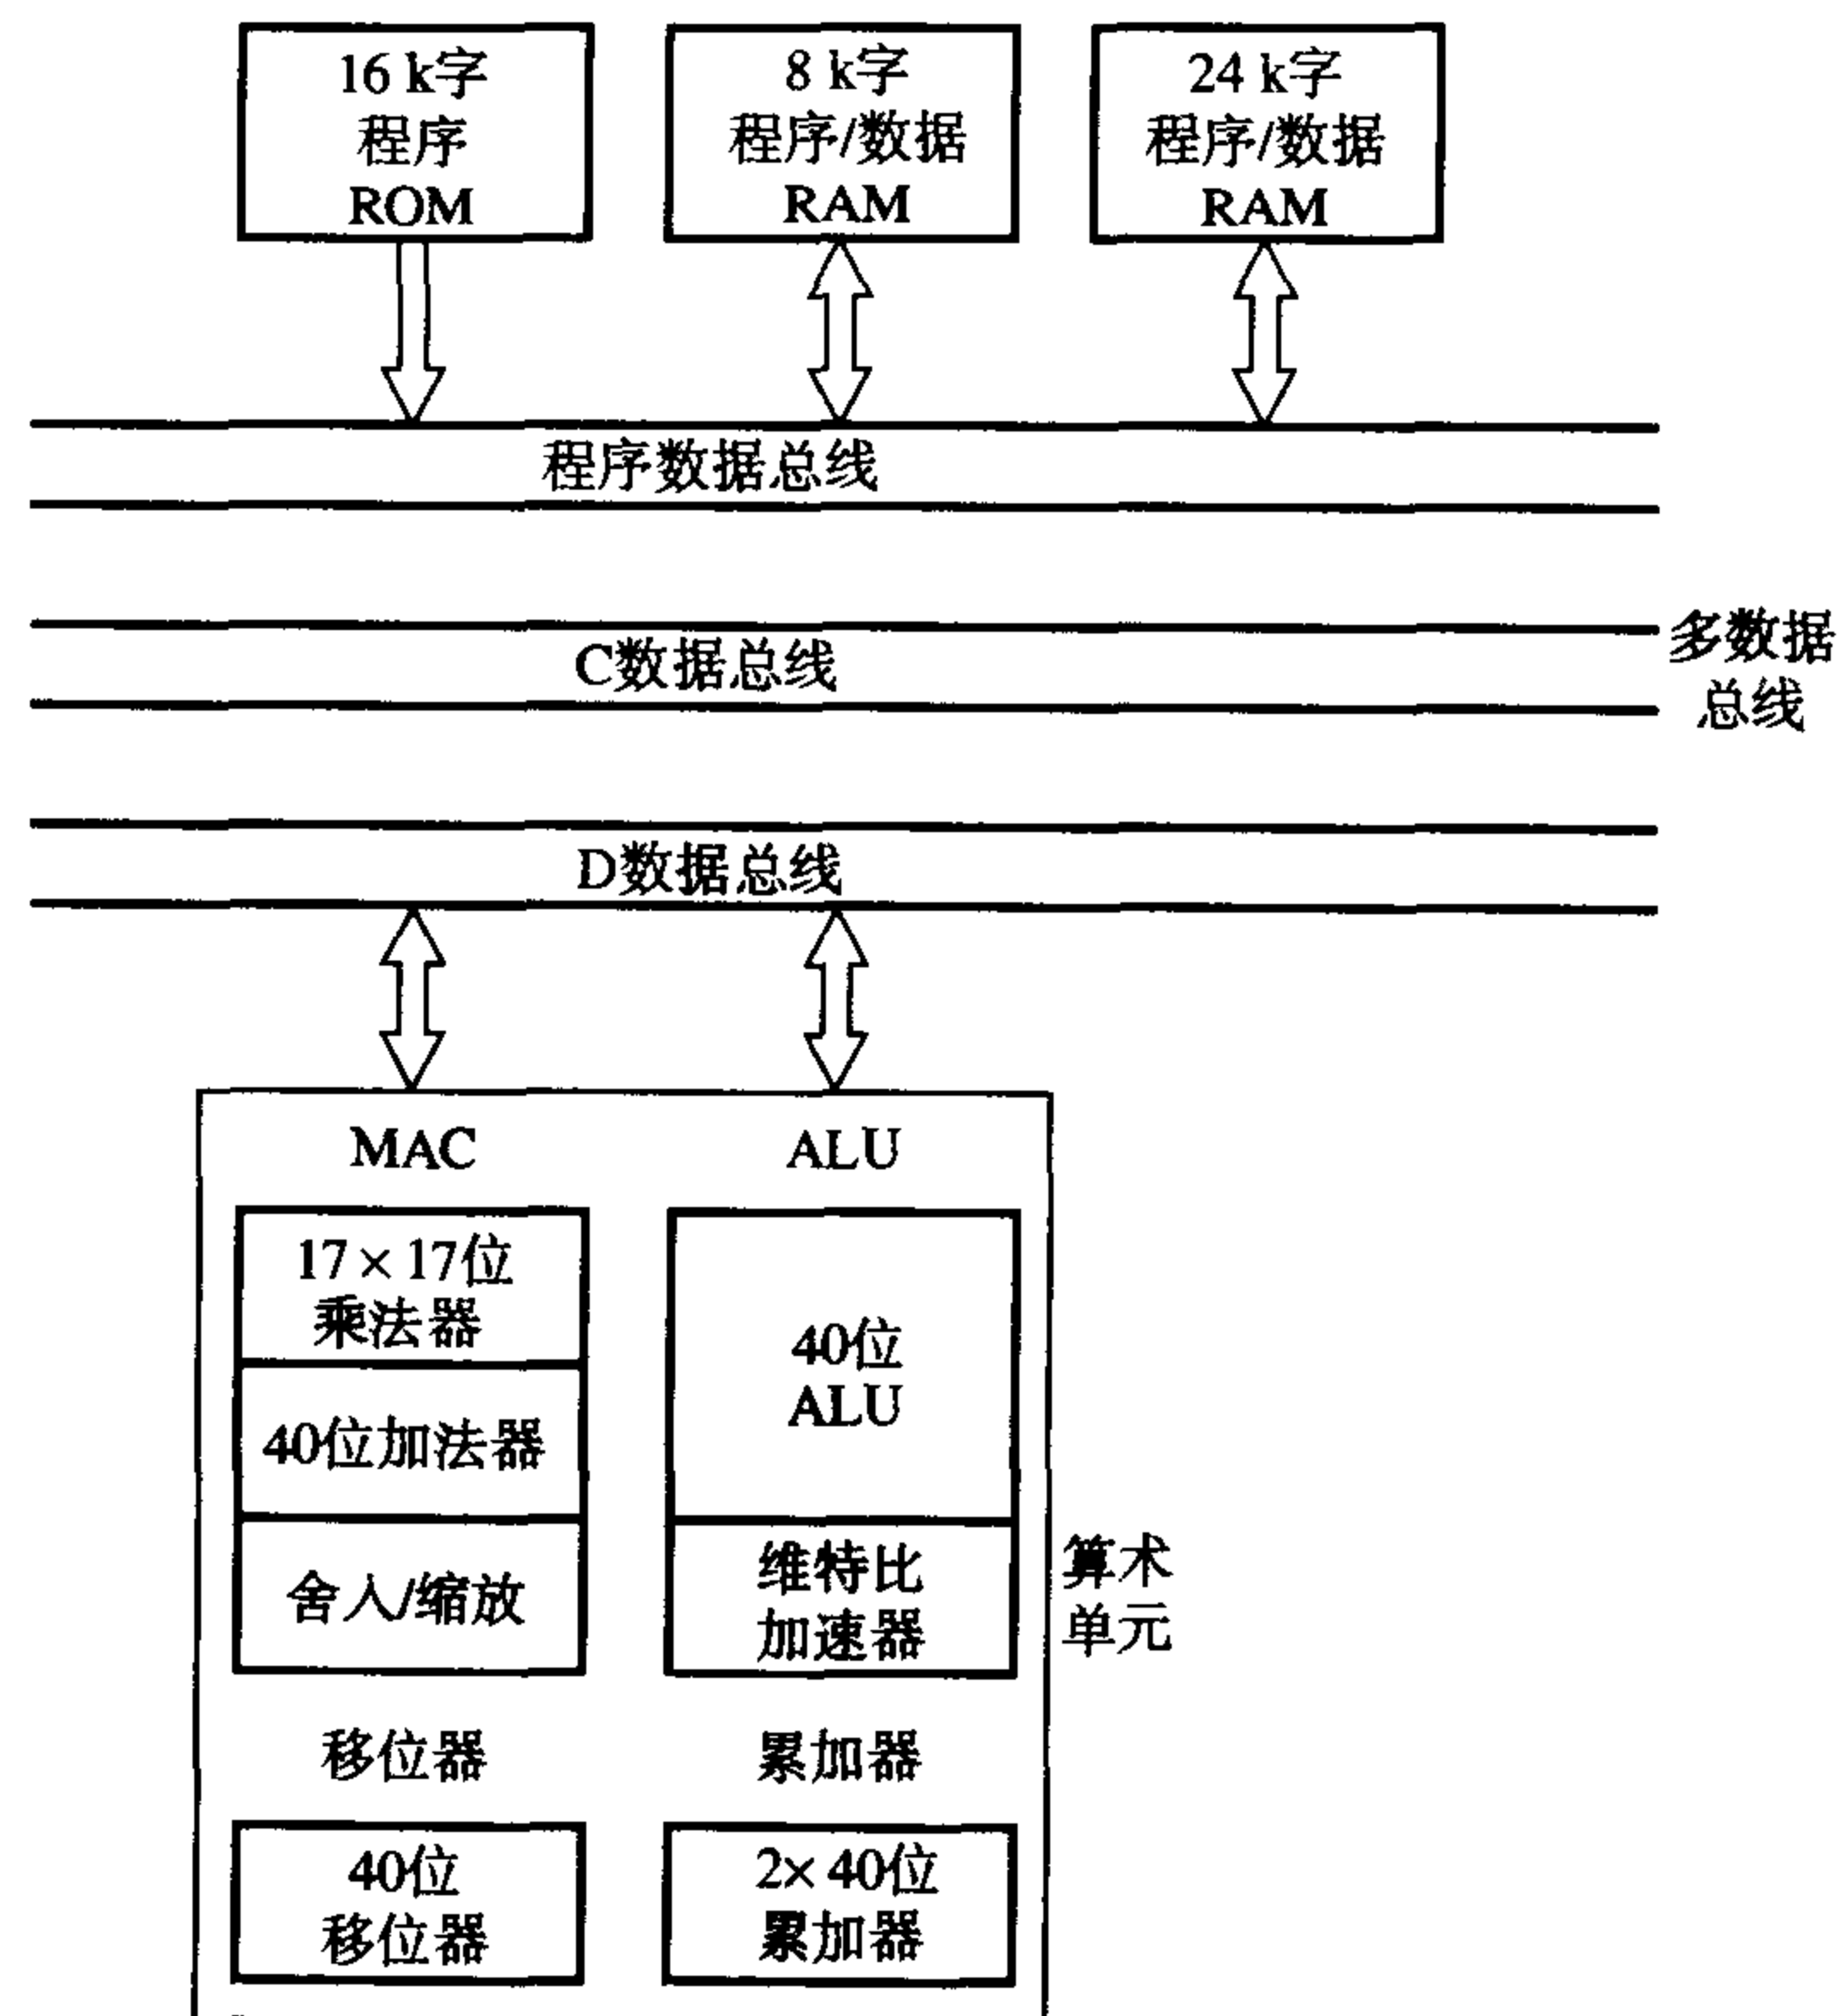 16 k字
程序
ROM
8 k字
程序/数据
RAM
24 k字
程序/数据
RAM
程序数据总线
C数据总线
多数据
总线
D数据总线
MAC
ALU
17×17位
乘法器
40位加法器
舍入/缩放
40位
ALU
维特比
加速器
算术
单元
移位器
累加器
40位
移位器
2×40位
累加器